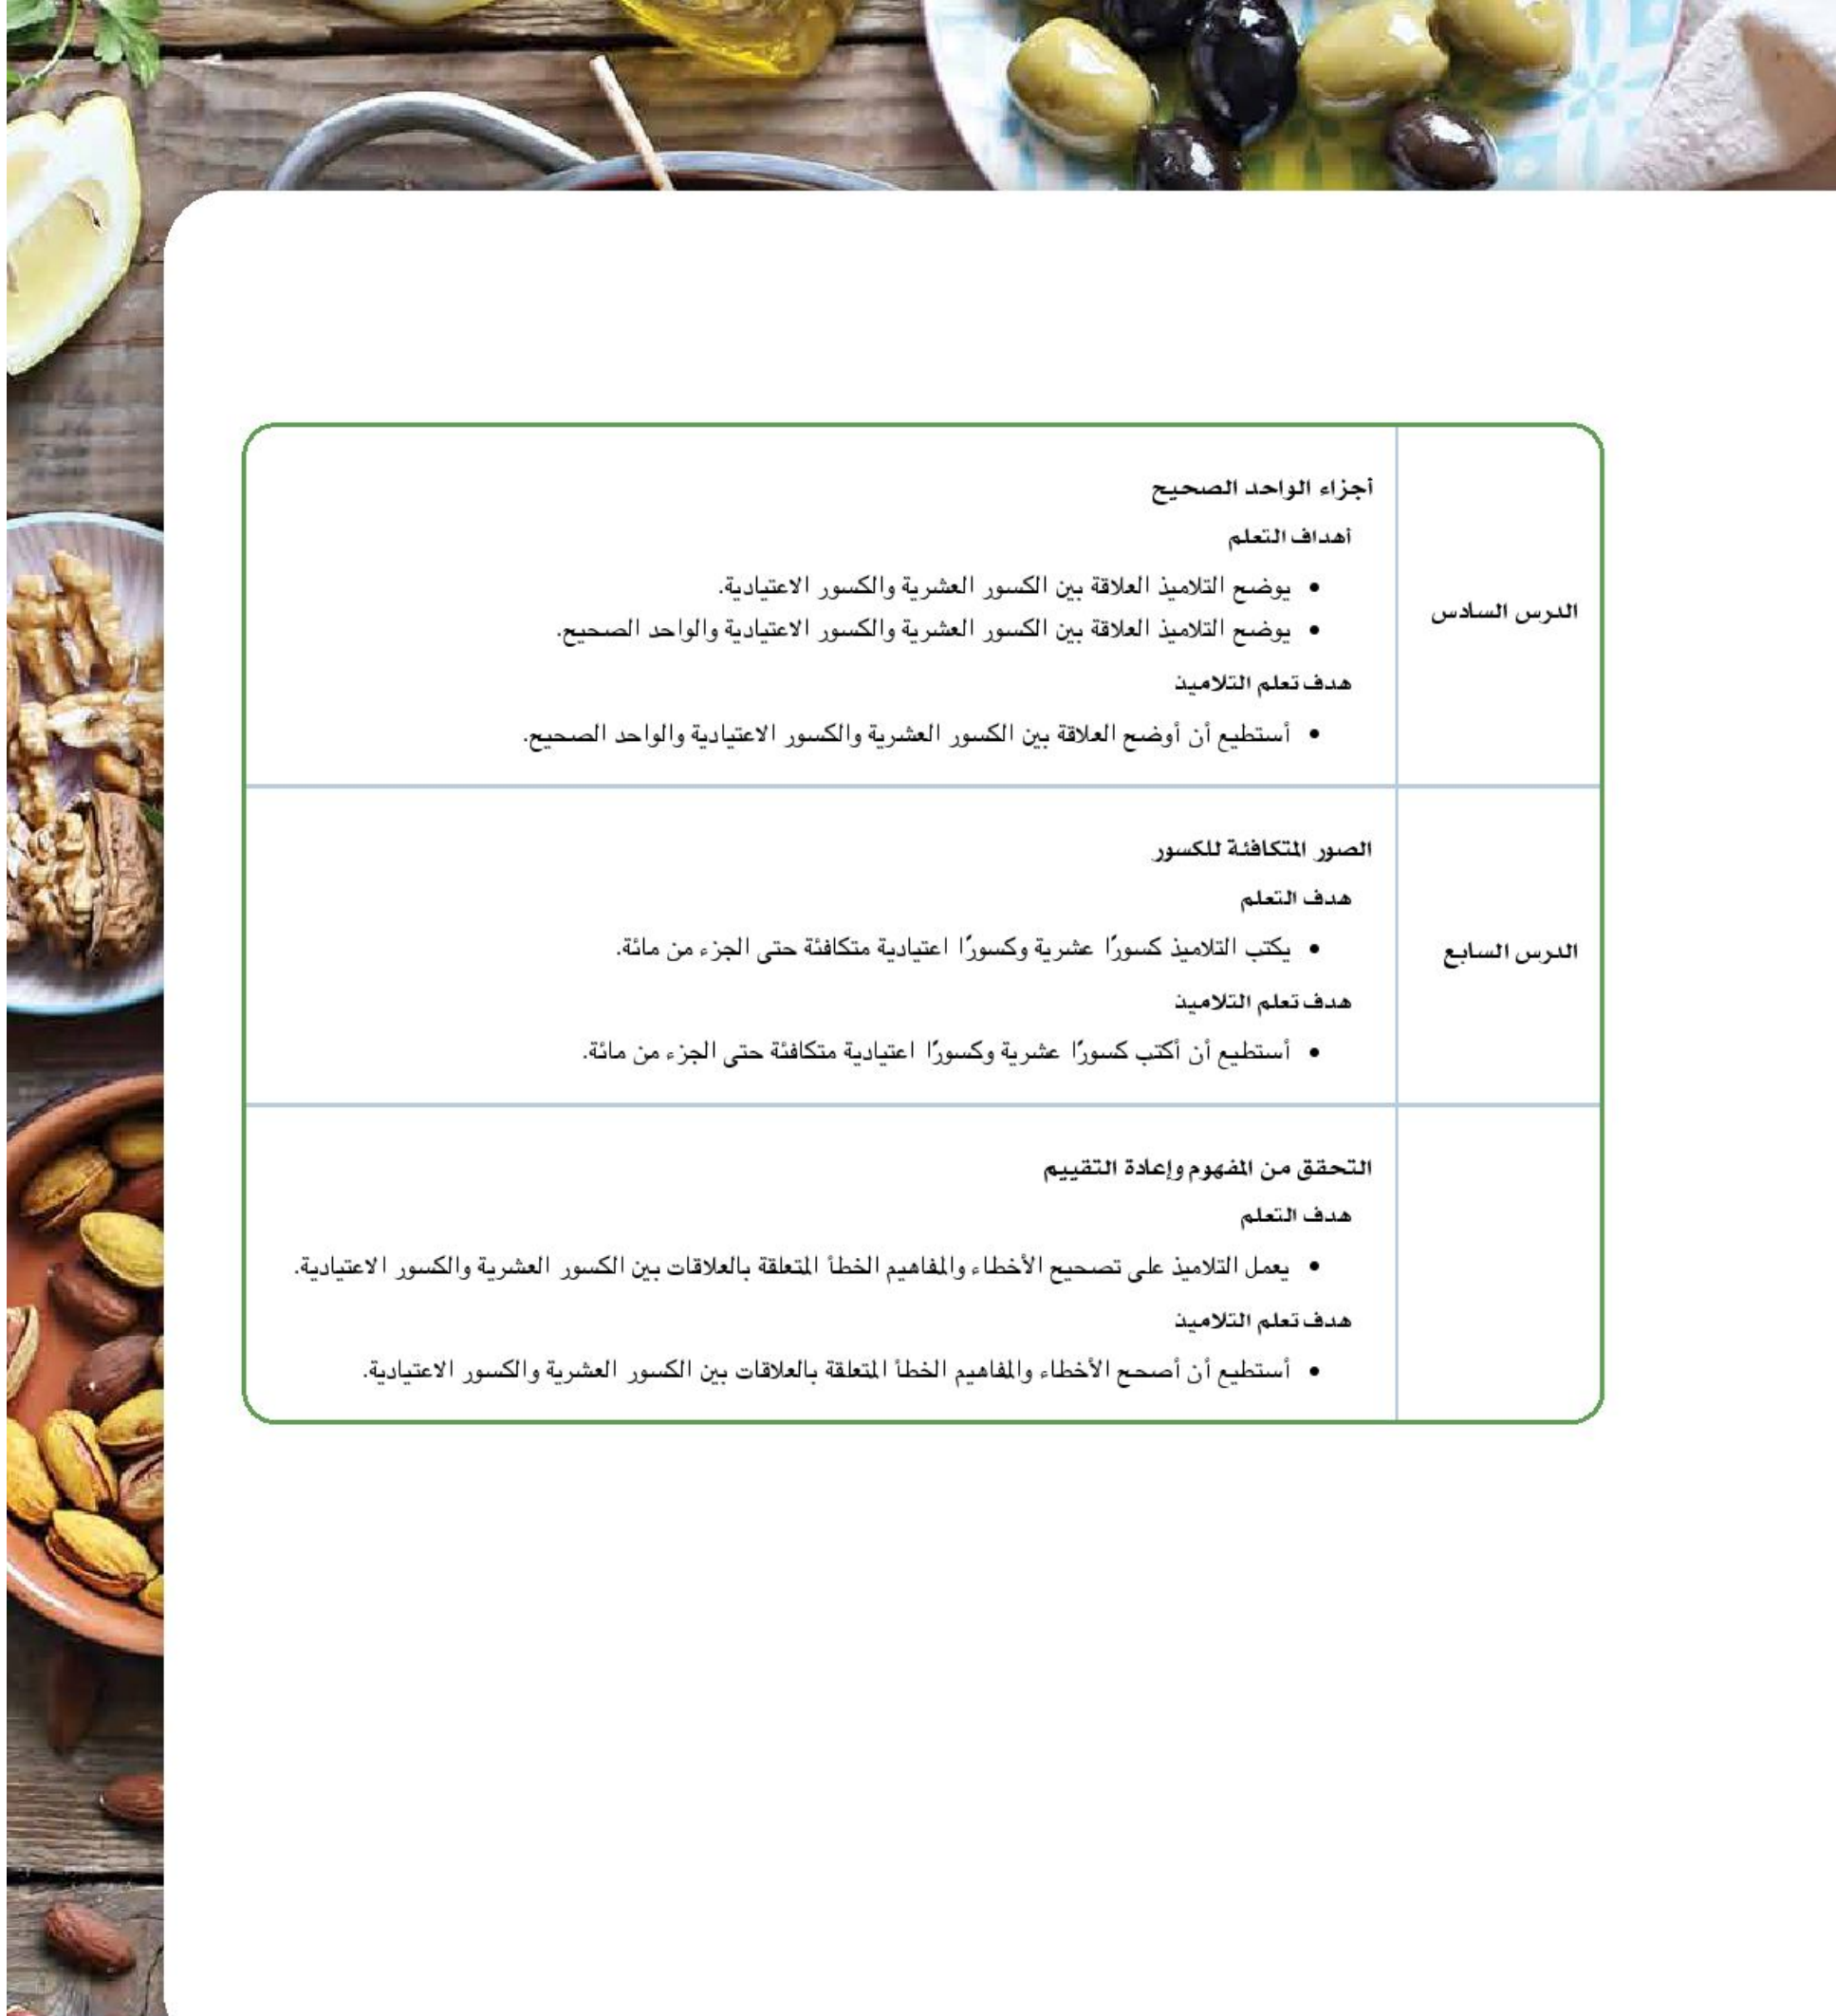 أجزاء الواحد الصحيح
أهداف التعلم
• يوضح التلاميذ العلاقة بين الكسور العشرية والكسور الاعتيادية.
الدرس السادس
• يوضح التلاميذ العلاقة بين الكسور العشرية والكسور الاعتيادية والواحد الصحيح.
هدف تعلم التلاميذ
• أستطيع أن أوضح العلاقة بين الكسور العشرية والكسور الاعتيادية والواحد الصحيح.
الصور المتكافئة للكسور
هدف التعلم
الدرس السابع
• يكتب التلاميذ كسورًا عشرية وكسورًا اعتيادية متكافئة حتى الجزء من مائة.
هدف تعلم التلاميذ
• أستطيع أن أكتب كسورًا عشرية وكسورًا اعتيادية متكافئة حتى الجزء من مائة.
التحقق من المفهوم وإعادة التقييم
هدف التعلم
• يعمل التلاميذ على تصحيح الأخطاء والمفاهيم الخطأ المتعلقة بالعلاقات بين الكسور العشرية والكسور الاعتيادية.
هدف تعلم التلاميذ
• أستطيع أن أصحح الأخطاء والمفاهيم الخطأ المتعلقة بالعلاقات بين الكسور العشرية والكسور الاعتيادية.